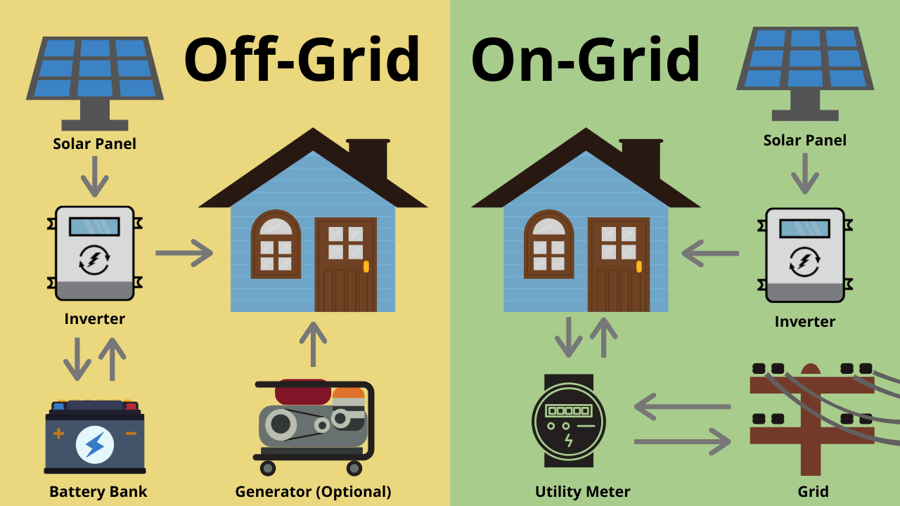 Off-Grid
Solar Panel
Inverter
Battery Bank
Generator (Optional)
On-Grid
Solar Panel
Inverter
Utility Meter
Grid